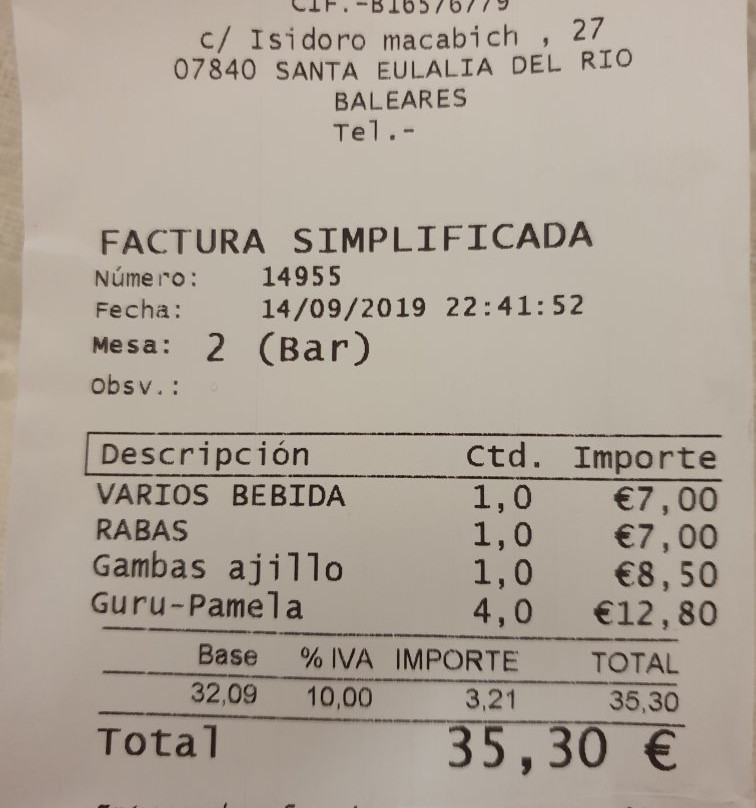 CIF.-B16576779
c/ Isidoro macabich , 27
07840 SANTA EULALIA DEL RIO
BALEARES
Tel.-
FACTURA SIMPLIFICADA
Número: 14955
Fecha: 14/09/2019 22:41:52
Mesa: 2 (Bar)
Obsv.:
Descripción Ctd. Importe
VARIOS BEBIDA 1,0 €7,00
RABAS 1,0 €7,00
Gambas ajillo 1,0 €8,50
Guru-Pamela 4,0 €12,80
Base % IVA IMPORTE TOTAL
32,09 10,00 3,21 35,30
Total 35,30 €